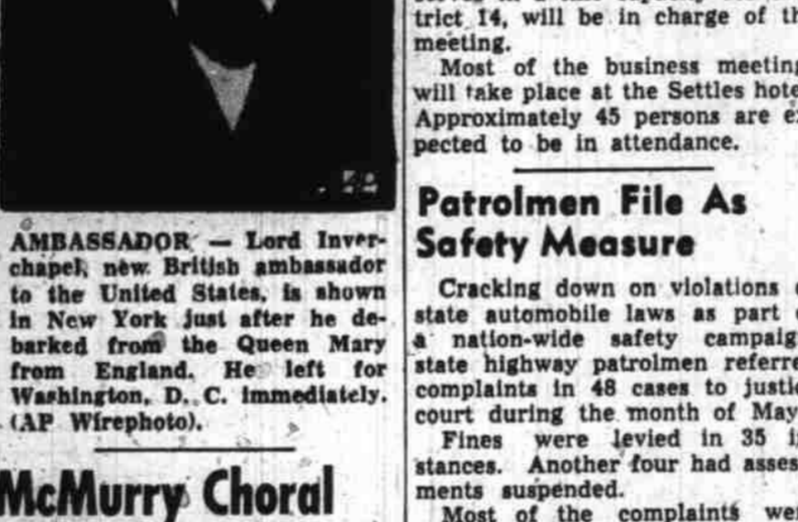 AMBASSADOR — Lord Inver-
chapel, new British ambassador
to the United States, is shown
in New York just after he de-
barked from the Queen Mary
from England. He left for
Washington, D. C. immediately.
(AP Wirephoto).
McMurry Choral
trict 14, will be in charge of th
meeting.
Most of the business meeting
will take place at the Settles hote
Approximately 45 persons are e
pected to be in attendance.
Patrolmen File As
Safety Measure
Cracking down on violations
state automobile laws as part
a nation-wide safety campaig
state highway patrolmen referre
complaints in 48 cases to justic
court during the month of May
Fines were levied in 35 i
stances. Another four had asses
ments suspended.
Most of the complaints wer